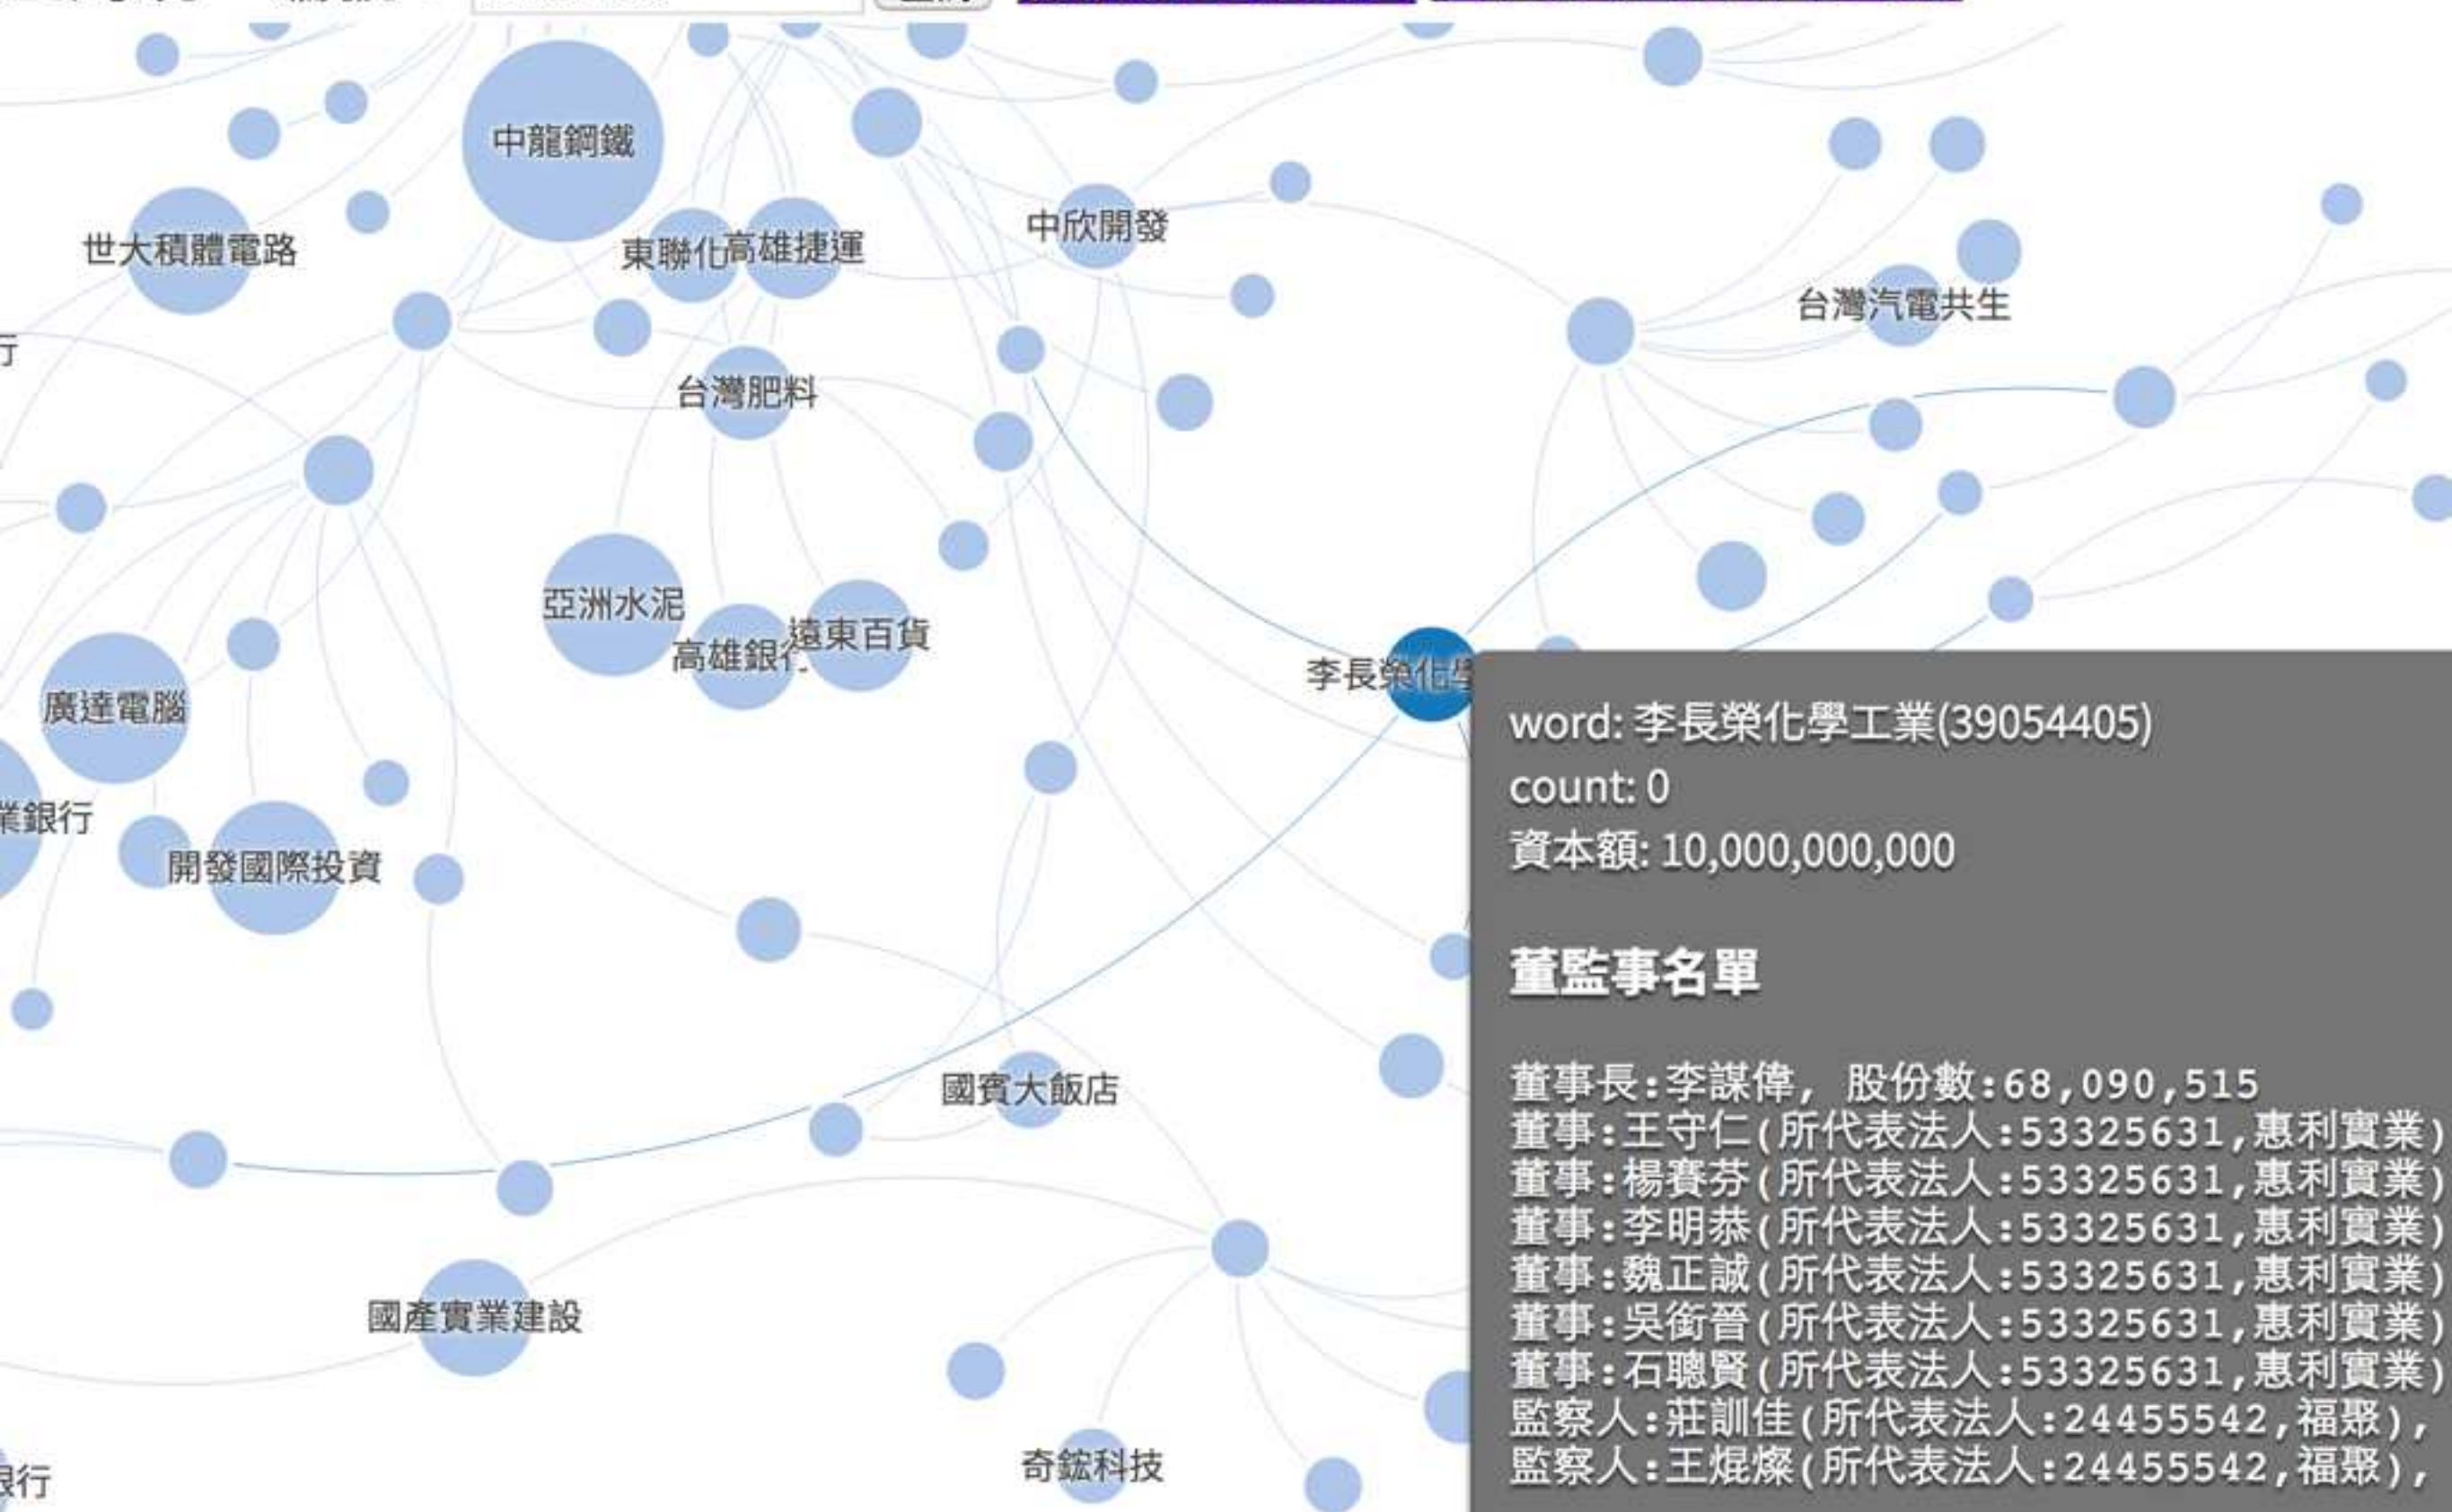 中龍鋼鐵
世大積體電路
東聯化
高雄捷運
中欣開發
台灣汽電共生
行
台灣肥料
亞洲水泥
高雄銀行
遠東百貨
李長榮化學
廣達電腦
業銀行
開發國際投資
國賓大飯店
國產實業建設
奇鋐科技
銀行
word: 李長榮化學工業(39054405)
count: 0
資本額: 10,000,000,000
董監事名單
董事長:李謀偉, 股份數:68,090,515
董事:王守仁(所代表法人:53325631,惠利實業)
董事:楊賽芬(所代表法人:53325631,惠利實業)
董事:李明恭(所代表法人:53325631,惠利實業)
董事:魏正誠(所代表法人:53325631,惠利實業)
董事:吳銜晉(所代表法人:53325631,惠利實業)
董事:石聰賢(所代表法人:53325631,惠利實業)
監察人:莊訓佳(所代表法人:24455542,福聚),
監察人:王焜燦(所代表法人:24455542,福聚),